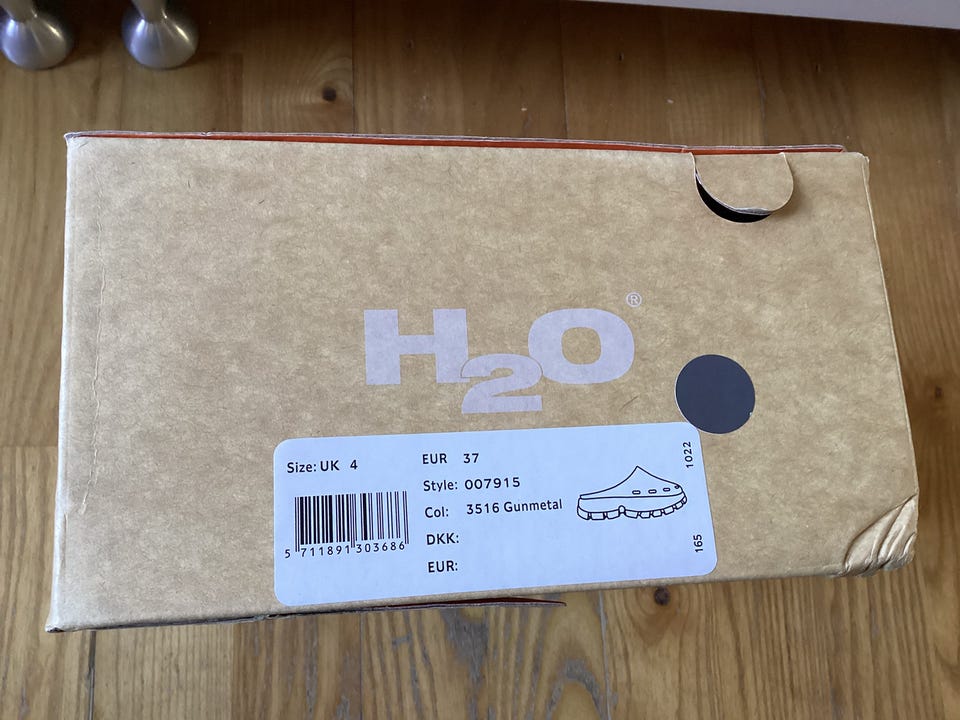 H2O®
Size: UK 4
EUR 37
Style: 007915
Col: 3516 Gunmetal
DKK:
EUR:
5 711891 303686
1022
165